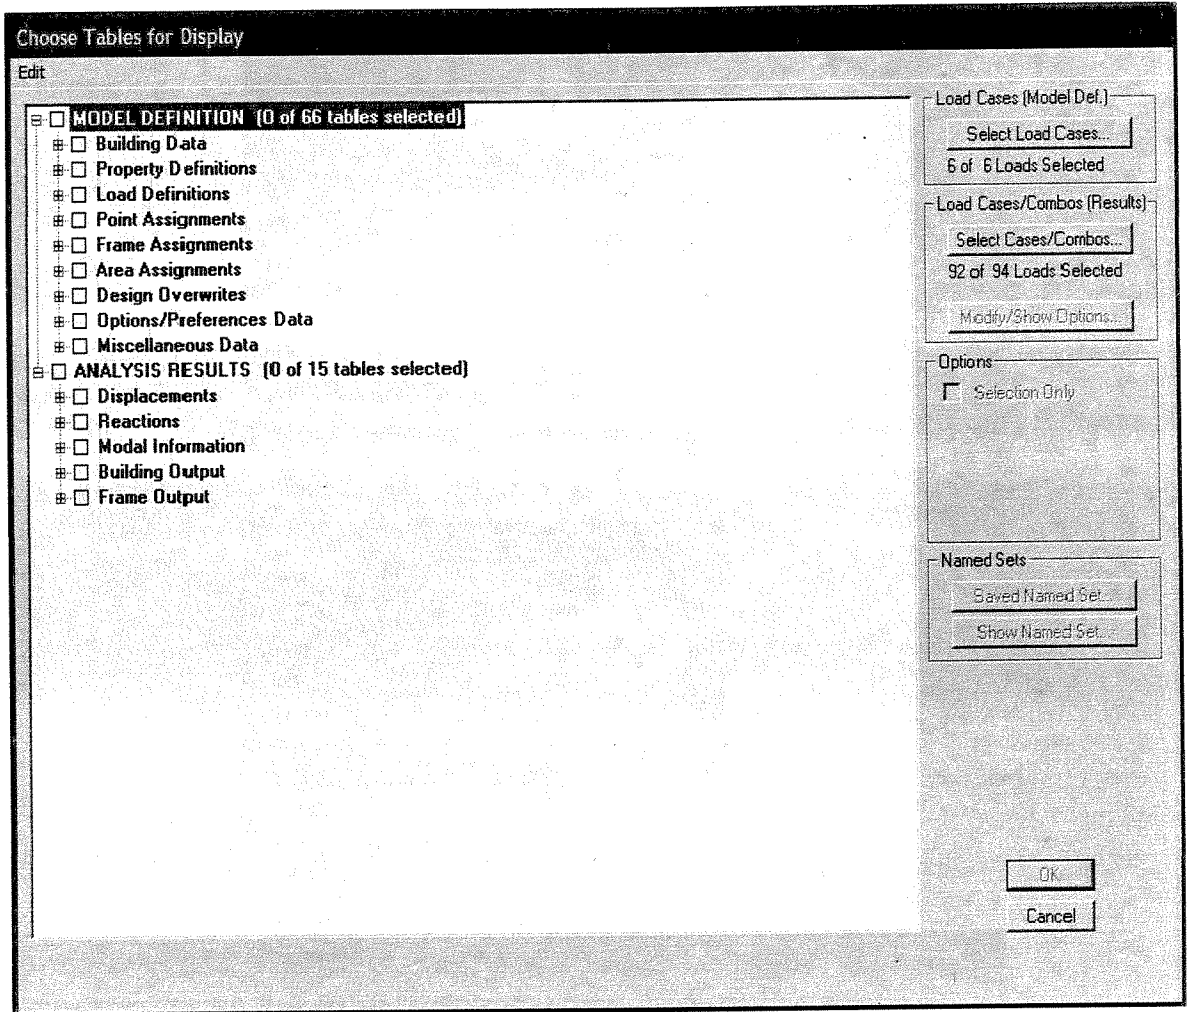 Choose Tables for Display
Edit
MODEL DEFINITION (0 of 66 tables selected)
Building Data
Property Definitions
Load Definitions
Point Assignments
Frame Assignments
Area Assignments
Design Overwrites
Options/Preferences Data
Miscellaneous Data
ANALYSIS RESULTS (0 of 15 tables selected)
Displacements
Reactions
Modal Information
Building Output
Frame Output
Load Cases (Model Def.)
Select Load Cases...
6 of 6 Loads Selected
Load Cases/Combos (Results)
Select Cases/Combos...
92 of 94 Loads Selected
Modify/Show Options...
Options
Selection Only
Named Sets
Saved Named Set...
Show Named Set...
OK
Cancel